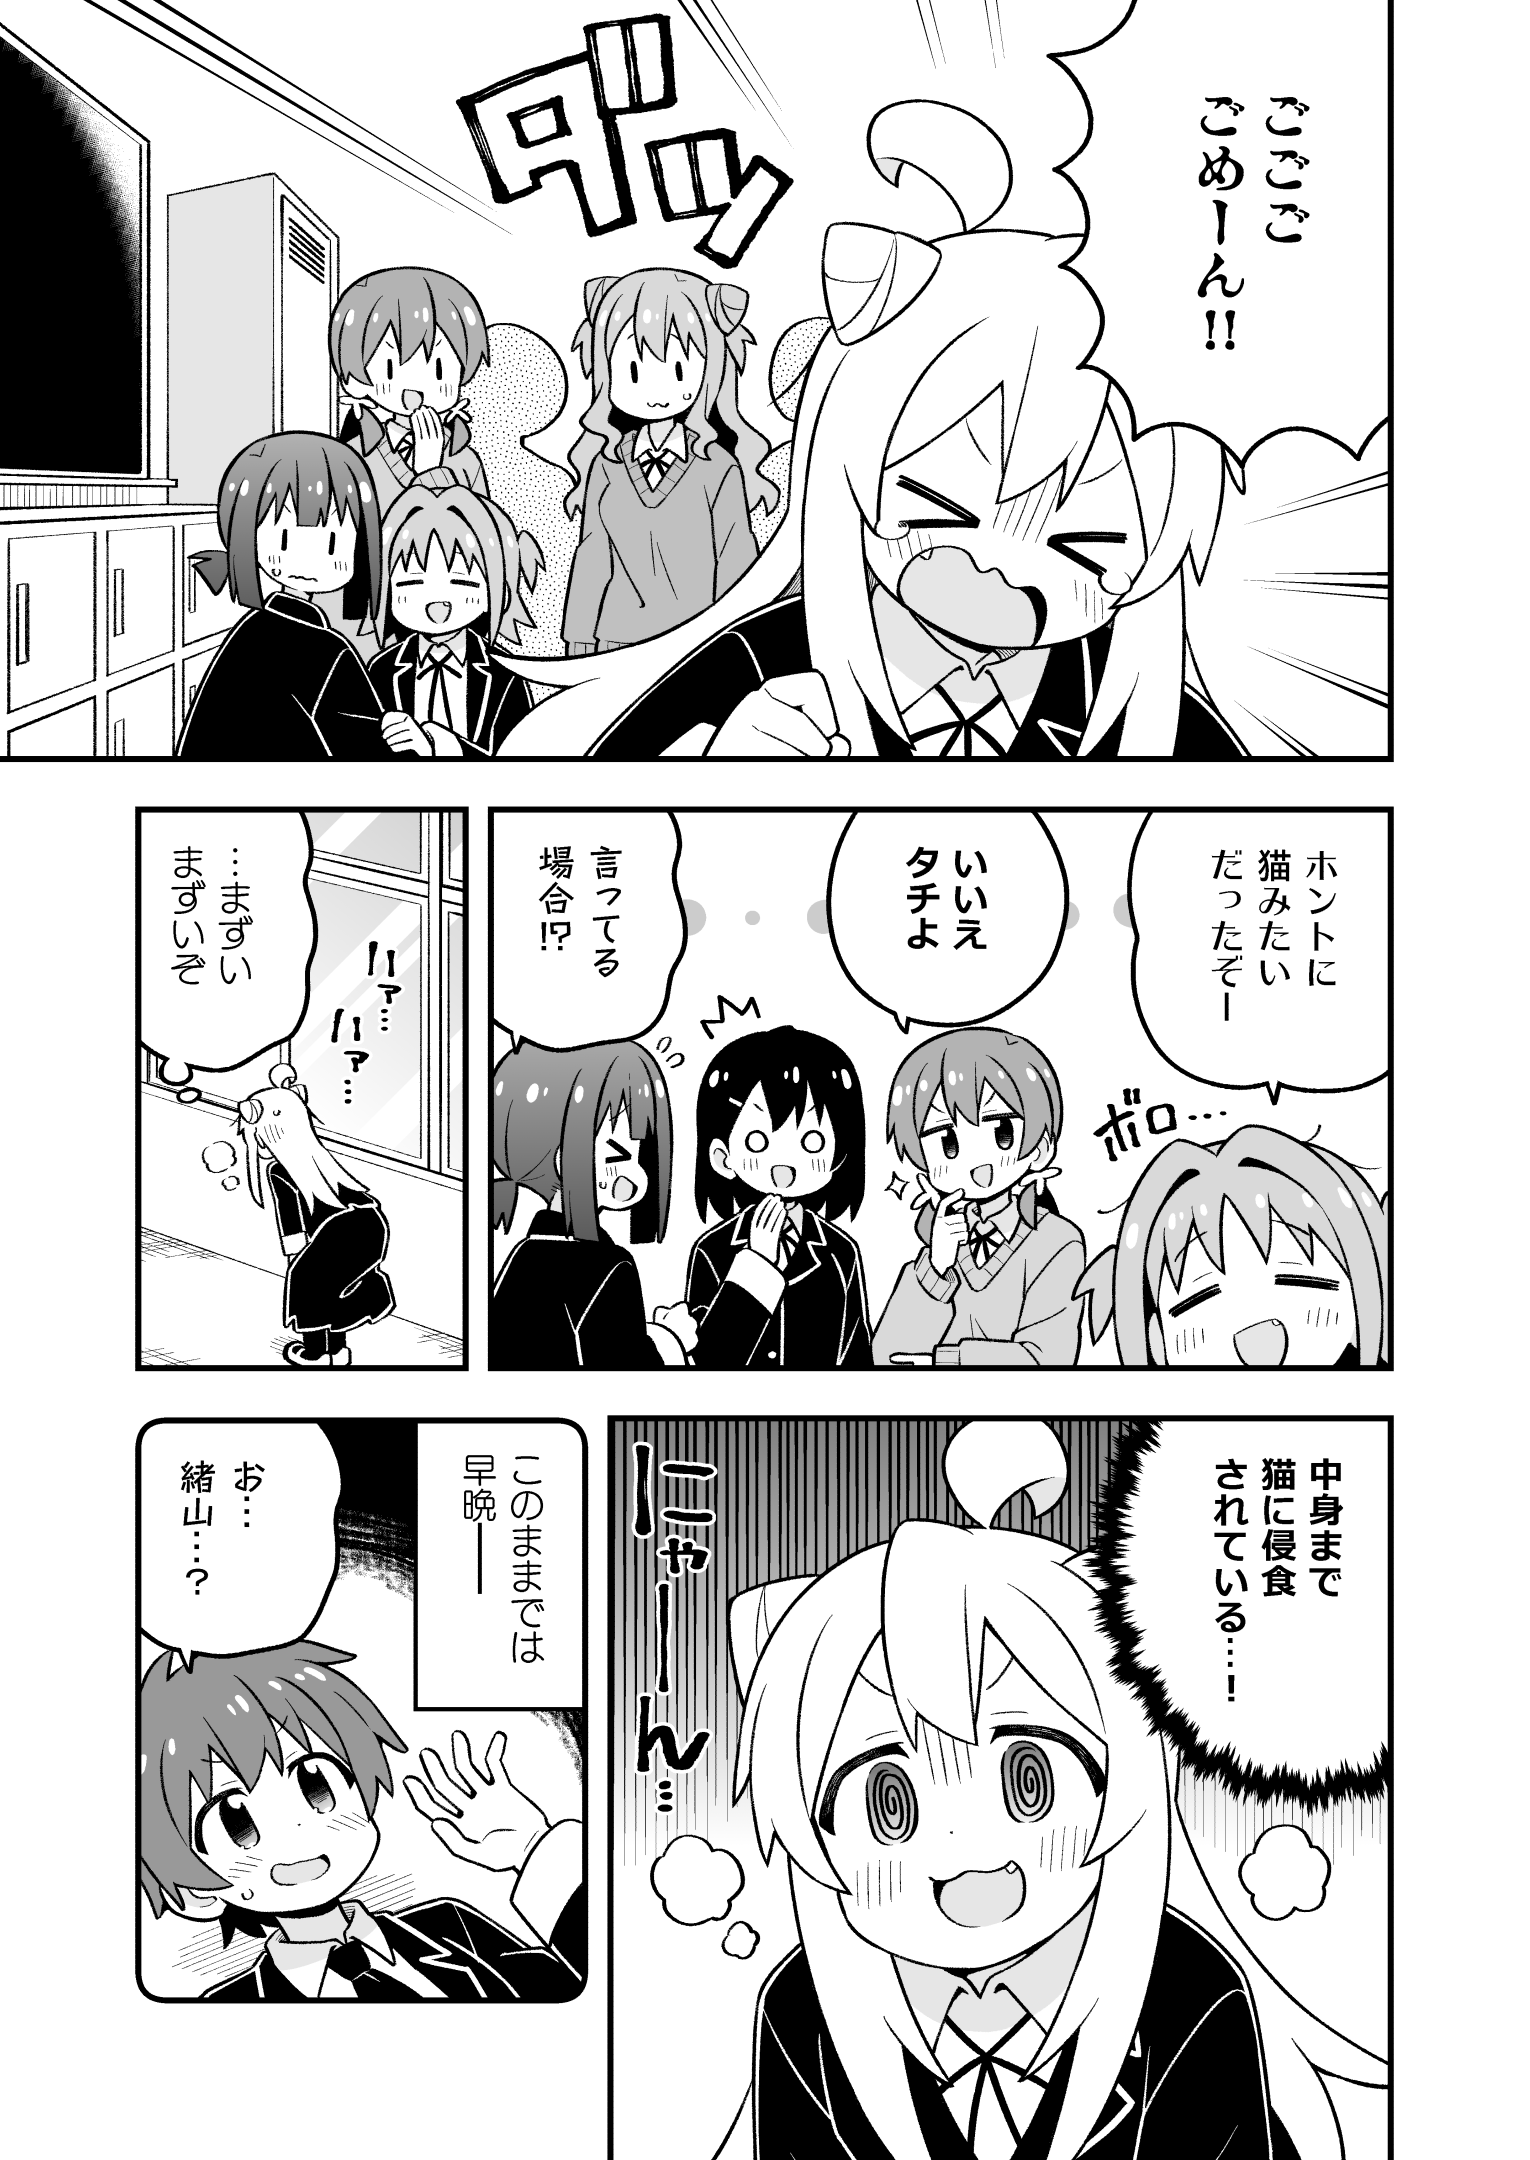 ごごご
ごめーん!!
ダッ
ホントに
猫みたい
だったぞー
ボロ…
いいえ
タチよ
言ってる
場合!?
…まずい
まずいぞ
ハァ…
ハァ…
中身まで
猫に侵食
されている…!
にゃーん…
このままでは
早晩―
お…
緒山…?